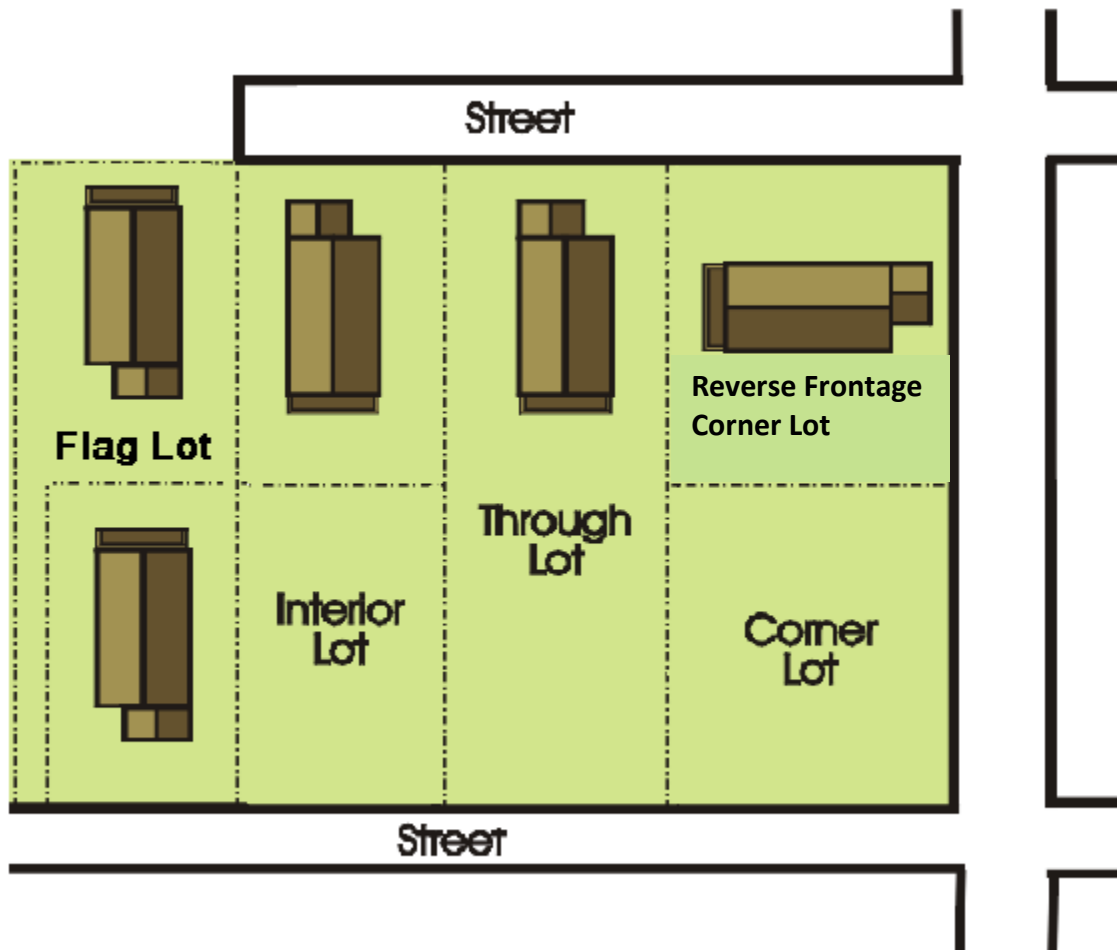 Street
Reverse Frontage
Corner Lot
Flag Lot
Through
Lot
Interior
Lot
Corner
Lot
Street